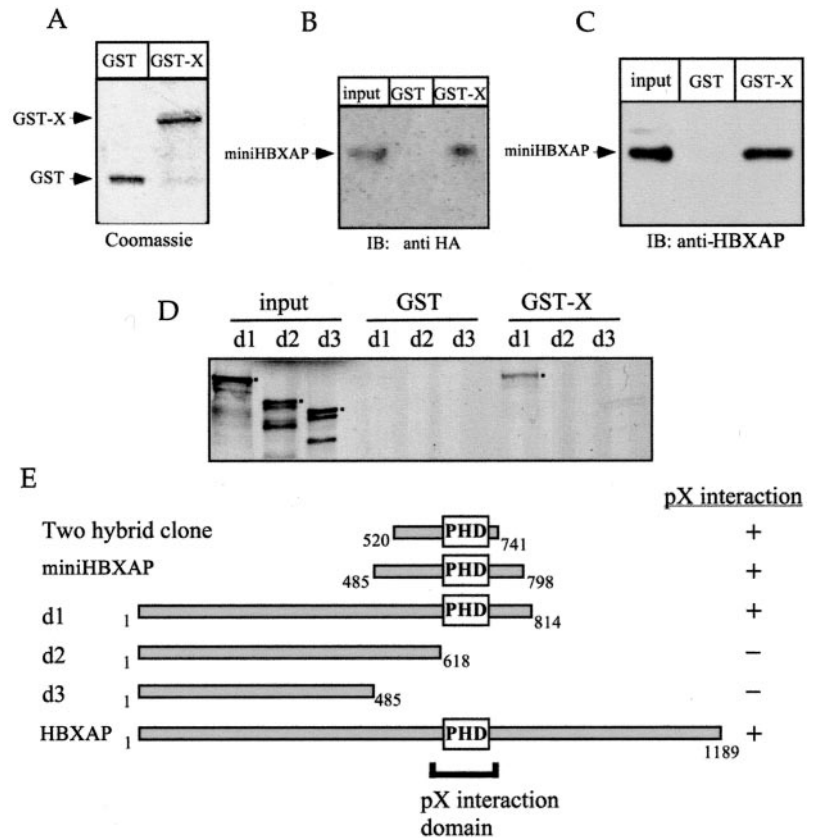 A
GST GST-X
GST-X
GST
Coomassie
B
input GST GST-X
miniHBXAP
IB: anti HA
C
input GST GST-X
miniHBXAP
IB: anti-HBXAP
D
input GST GST-X
d1 d2 d3 d1 d2 d3 d1 d2 d3
E
pX interaction
Two hybrid clone 520 PHD 741 +
miniHBXAP 485 PHD 798 +
d1 1 PHD 814 +
d2 1 618 −
d3 1 485 −
HBXAP 1 PHD 1189 +
pX interaction
domain